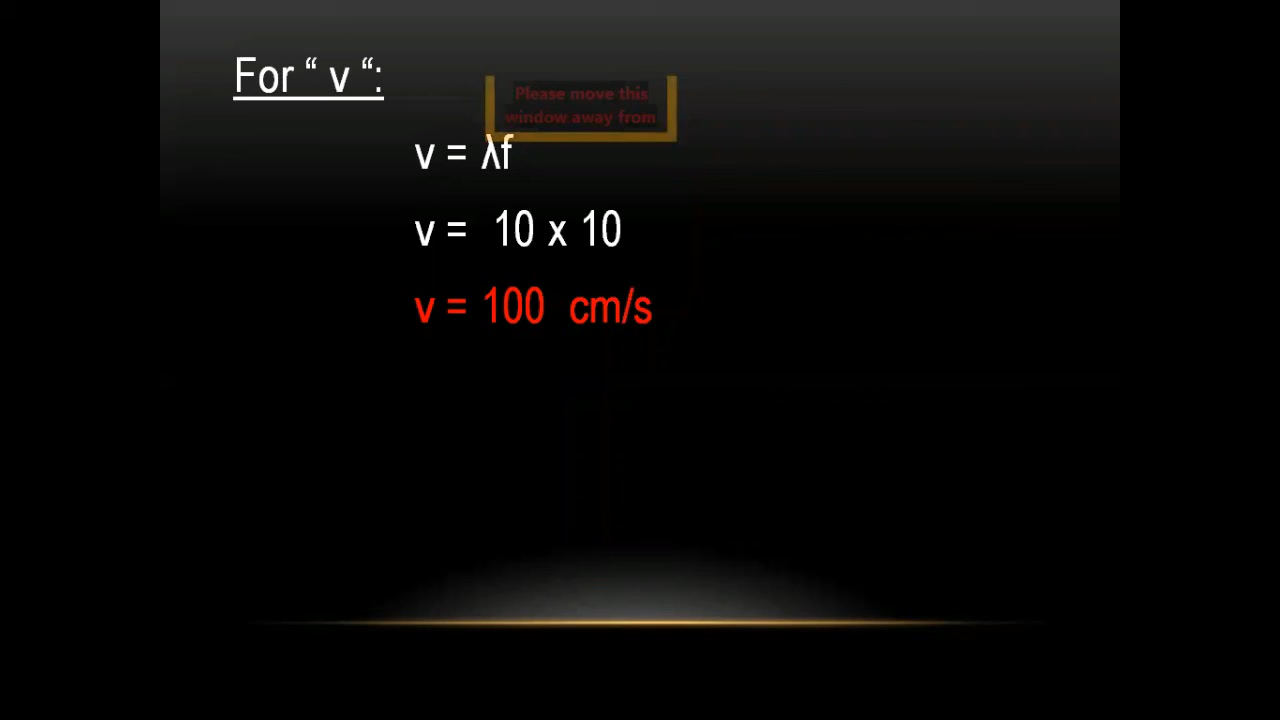 For “ v “:
Please move this
window away from
v = λf
v = 10 x 10
v = 100 cm/s